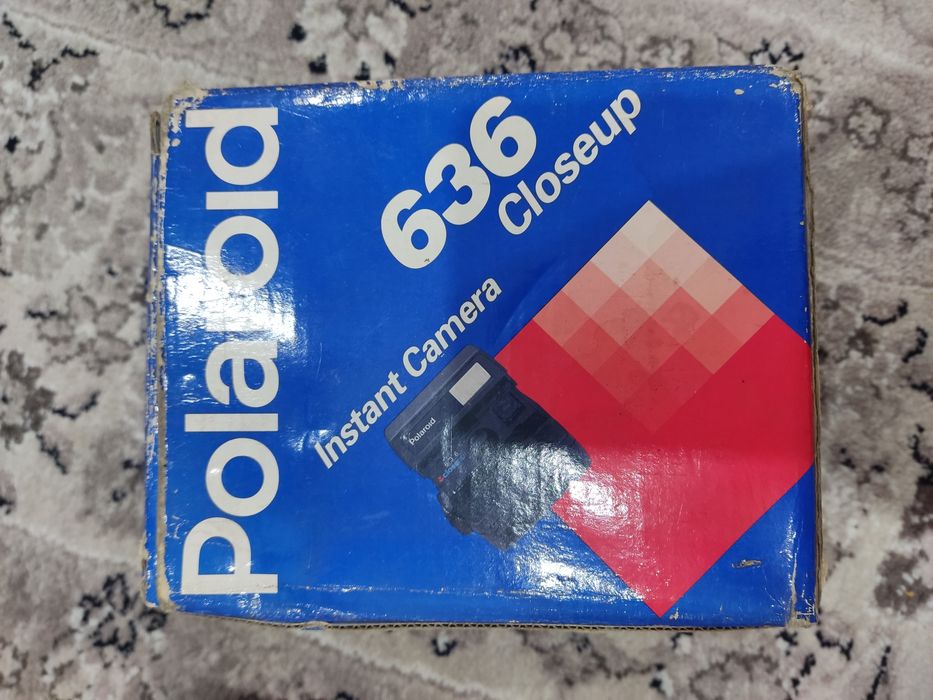 Polaroid
636
Closeup
Instant Camera
Polaroid